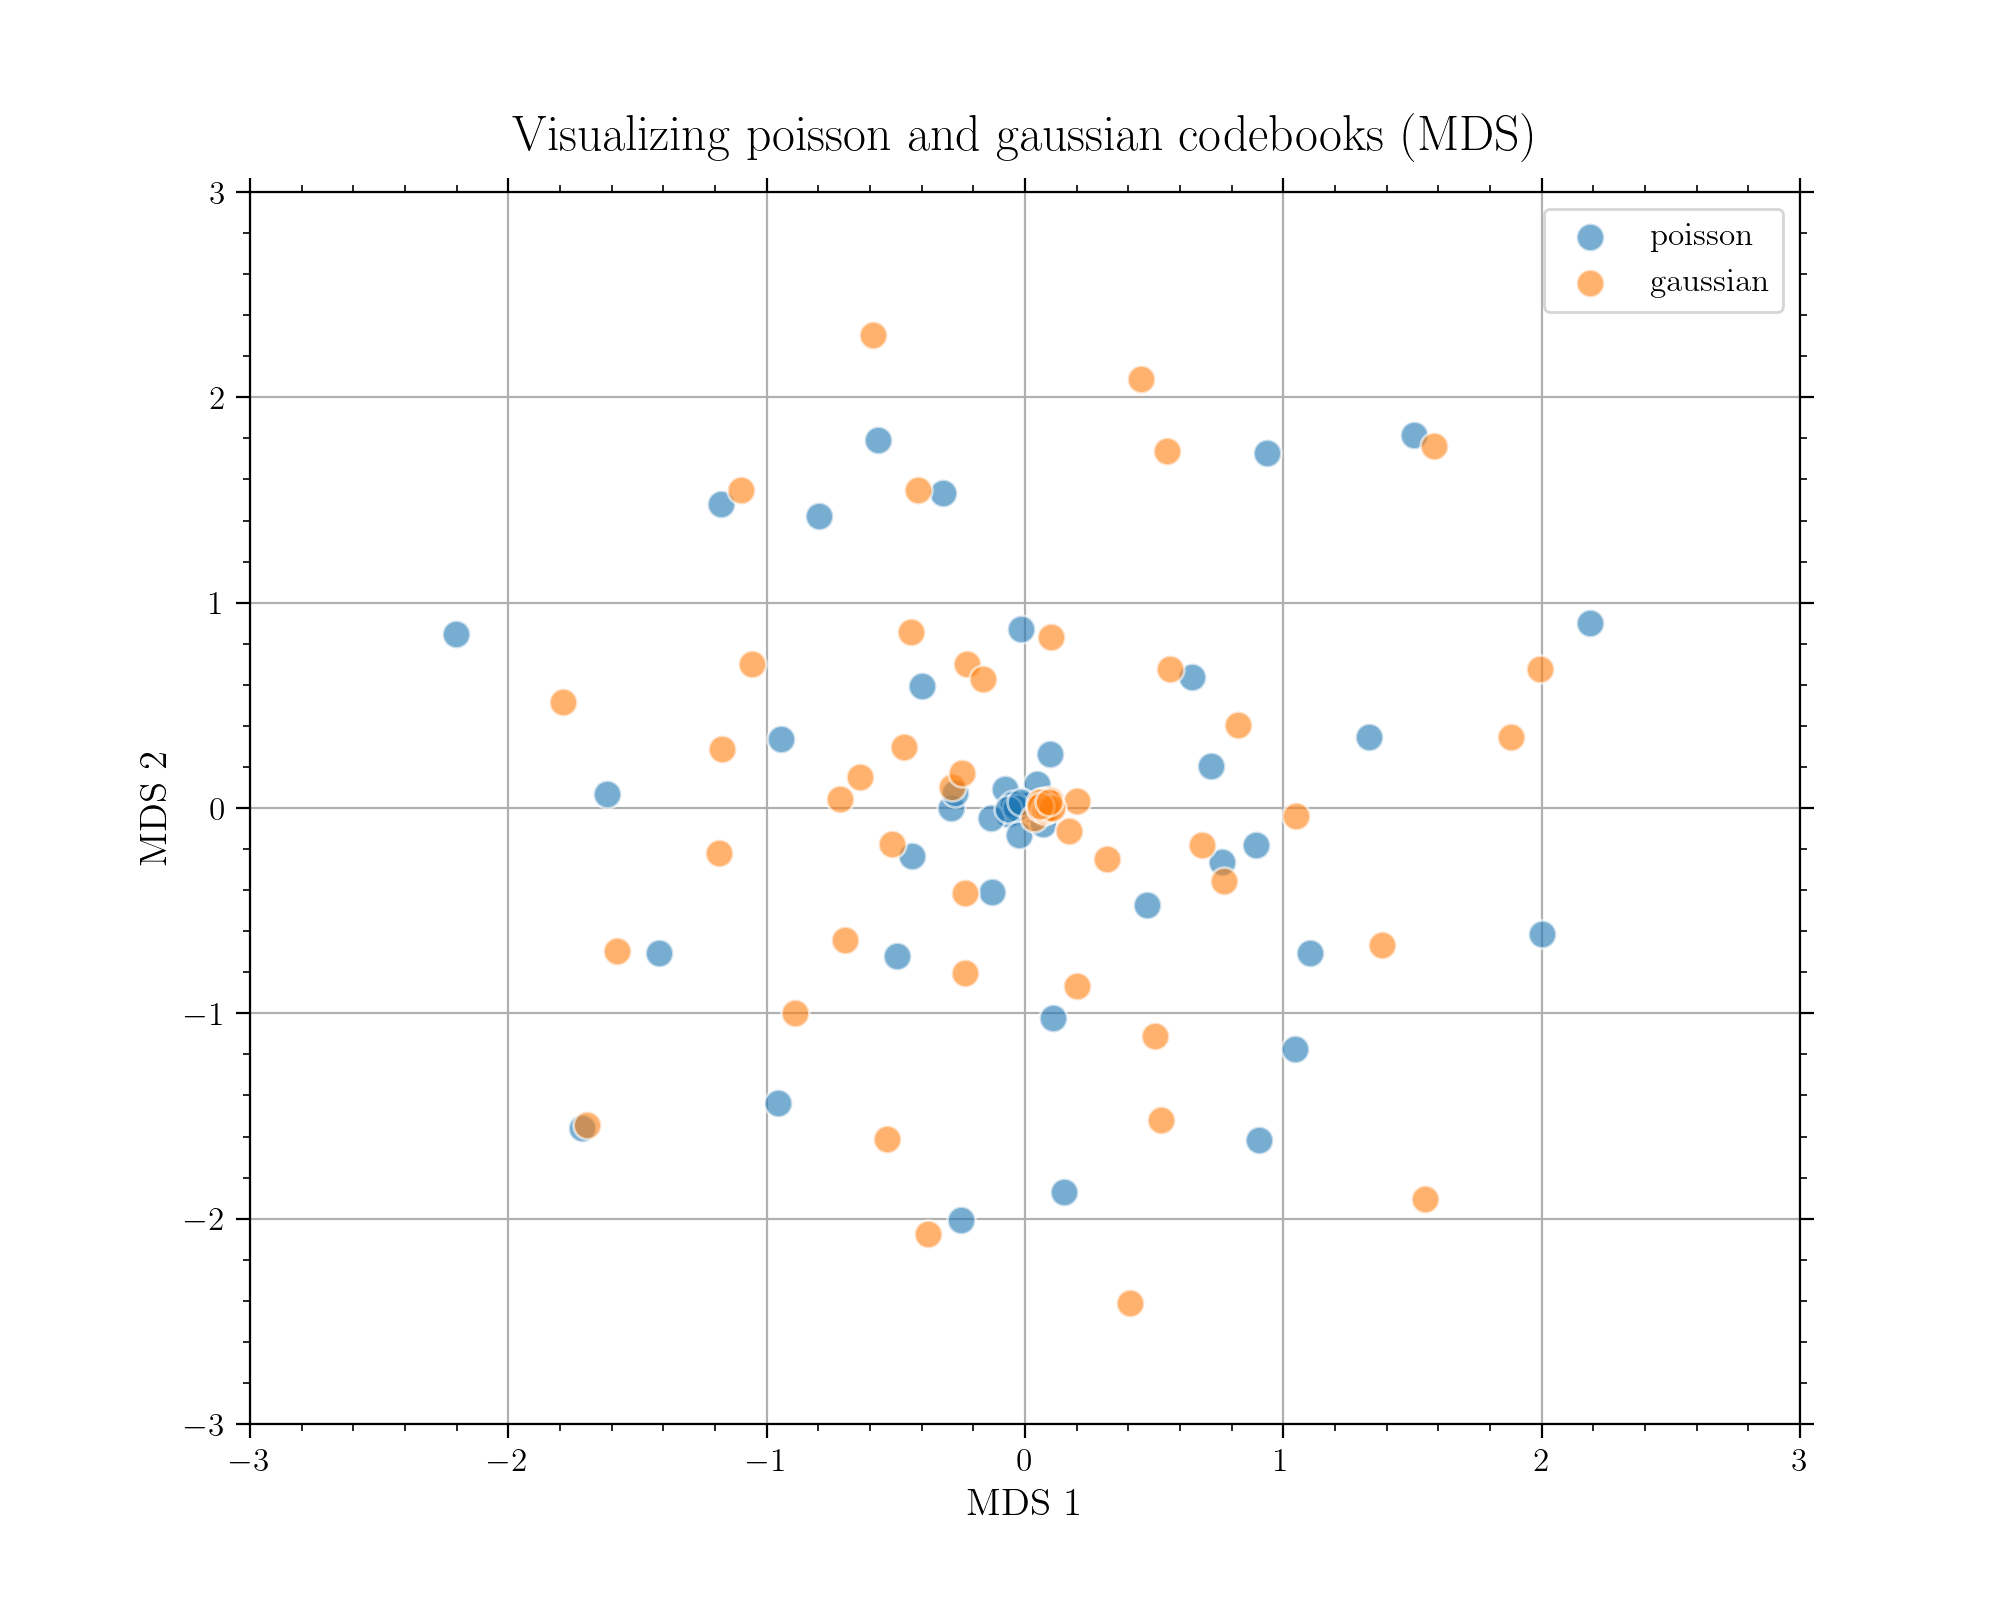 Visualizing poisson and gaussian codebooks (MDS)
poisson
gaussian
MDS 2
3
2
1
0
−1
−2
−3
−3 −2 −1 0 1 2 3
MDS 1